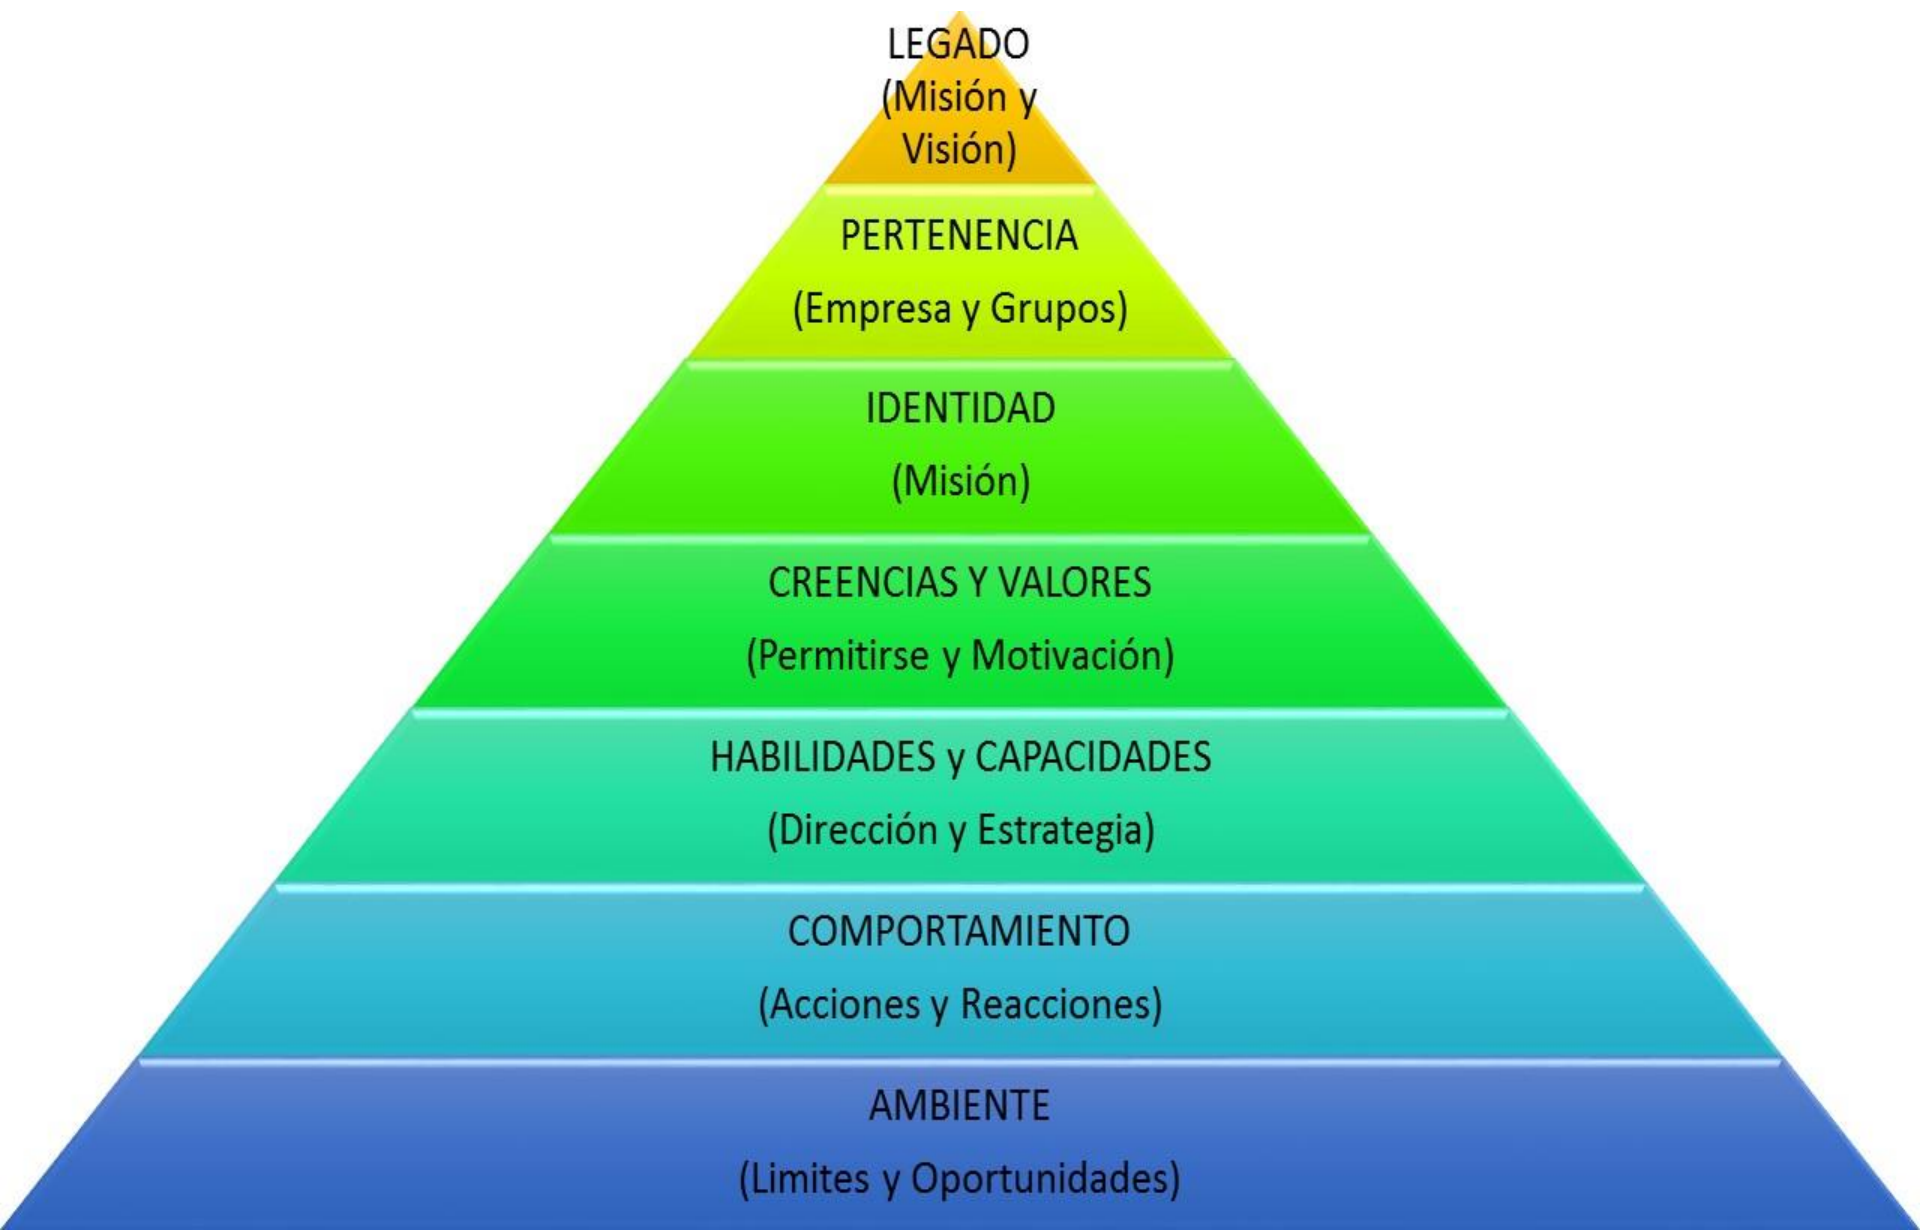 LEGADO
(Misión y
Visión)
PERTENENCIA
(Empresa y Grupos)
IDENTIDAD
(Misión)
CREENCIAS Y VALORES
(Permitirse y Motivación)
HABILIDADES y CAPACIDADES
(Dirección y Estrategia)
COMPORTAMIENTO
(Acciones y Reacciones)
AMBIENTE
(Limites y Oportunidades)